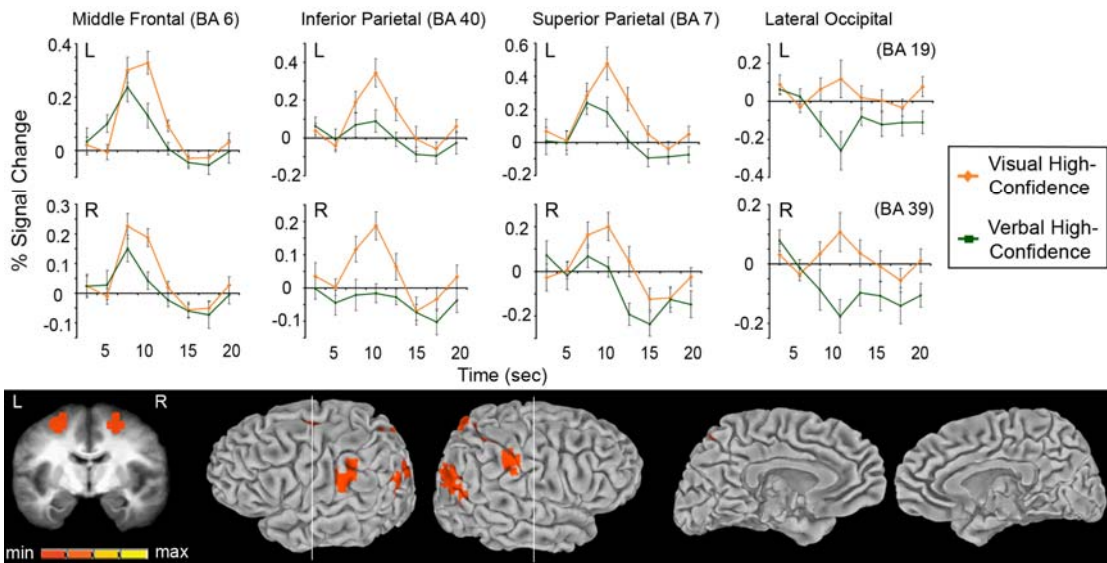 Middle Frontal (BA 6) Inferior Parietal (BA 40) Superior Parietal (BA 7) Lateral Occipital
0.4 0.4 0.6
L L L L (BA 19)
0.2 0.2 0.4 0.2
0.2 0
0 0 0 -0.2
-0.2 -0.2 -0.4
% Signal Change
Visual High-
Confidence
Verbal High-
Confidence
R R R R (BA 39)
0.3 0.2 0.2 0.2
0.2 0.1
0.1 0 0 0
0 -0.1 -0.2 -0.2
-0.1
5 10 15 20 5 10 15 20 5 10 15 20 5 10 15 20
Time (sec)
L R
min max